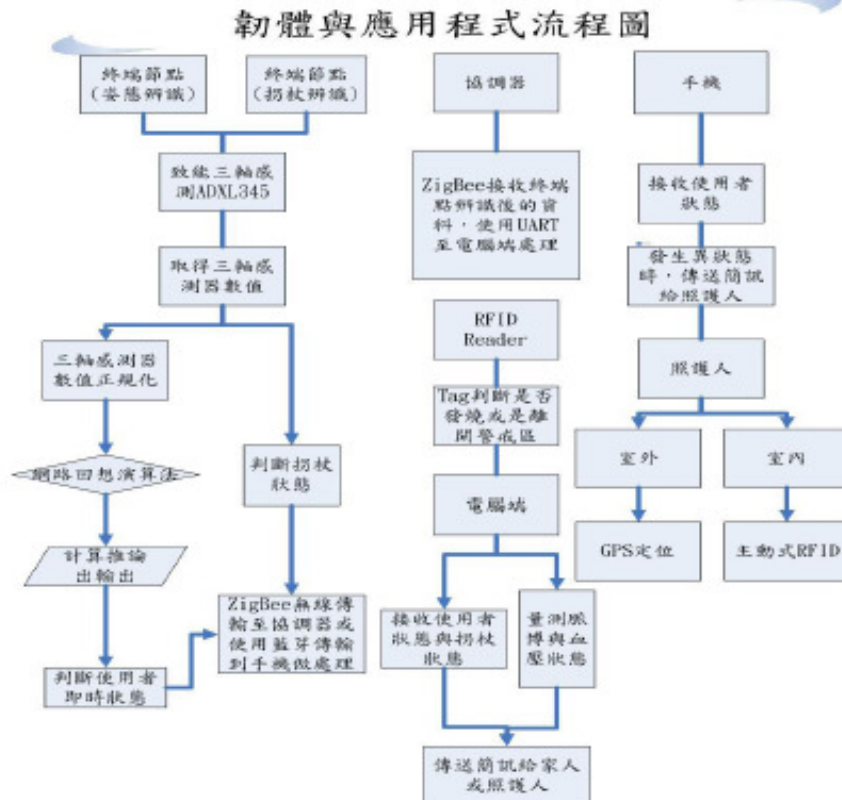 韌體與應用程式流程圖
終端節點
(姿態辨識)
終端節點
(拐杖辨識)
致能三軸感
測ADXL345
取得三軸感
測器數值
三軸感測器
數值正規化
網路回想演算法
計算推論
出輸出
判斷使用者
即時狀態
判斷拐杖
狀態
ZigBee無線傳
輸至協調器或
使用藍芽傳輸
到手機做處理
協調器
ZigBee接收終端
點辨識後的資
料，使用UART
至電腦端處理
RFID
Reader
Tag判斷是否
發燒或是離
開警戒區
電腦端
接收使用者
狀態與拐杖
狀態
量測脈
搏與血
壓狀態
傳送簡訊給家人
或照護人
手機
接收使用者
狀態
發生異狀態
時，傳送簡訊
給照護人
照護人
室外
室內
GPS定位
主動式RFID